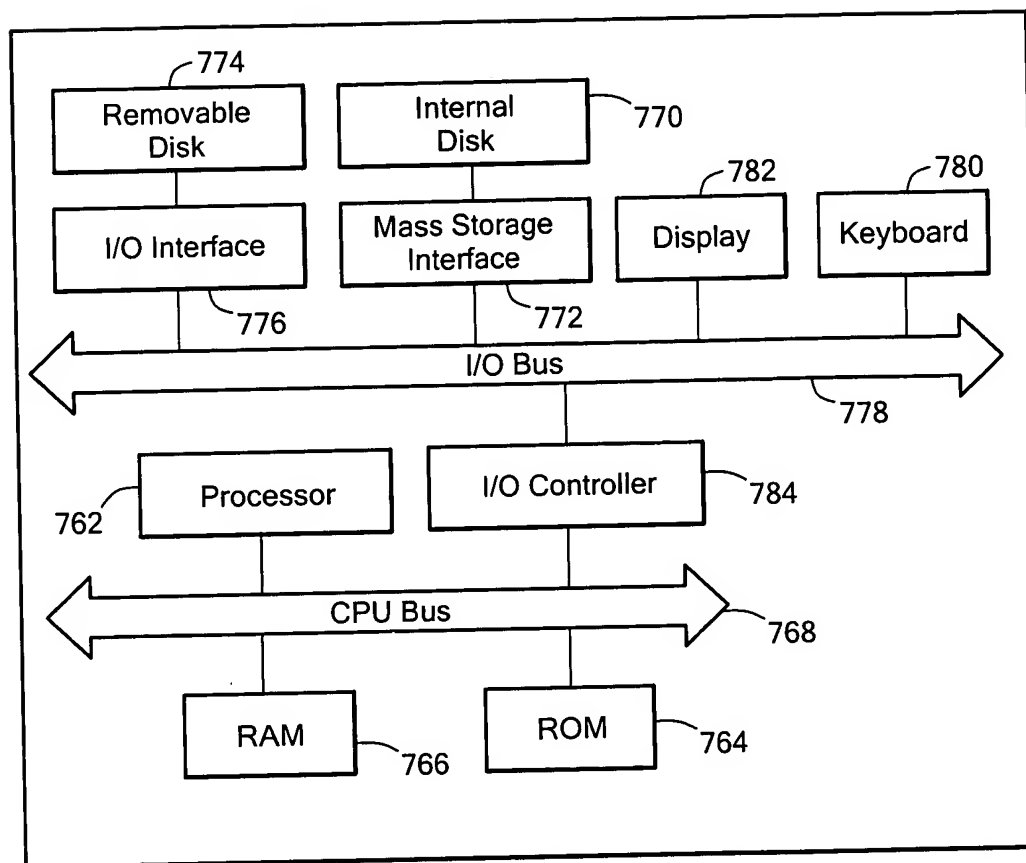 774
Removable
Disk
Internal
Disk
770
782
780
I/O Interface
Mass Storage
Interface
Display
Keyboard
776
772
I/O Bus
778
Processor
I/O Controller
762
784
CPU Bus
768
RAM
ROM
766
764